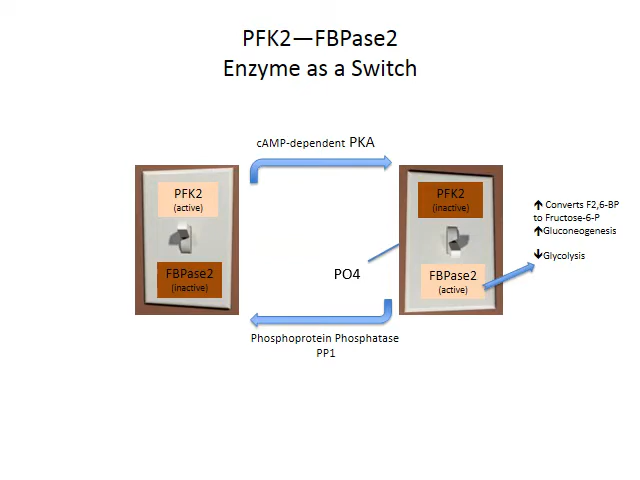 PFK2—FBPase2
Enzyme as a Switch
cAMP-dependent PKA
PFK2
(active)
FBPase2
(inactive)
PFK2
(inactive)
FBPase2
(active)
PO4
🡩 Converts F2,6-BP
to Fructose-6-P
🡩Gluconeogenesis
🡫Glycolysis
Phosphoprotein Phosphatase
PP1